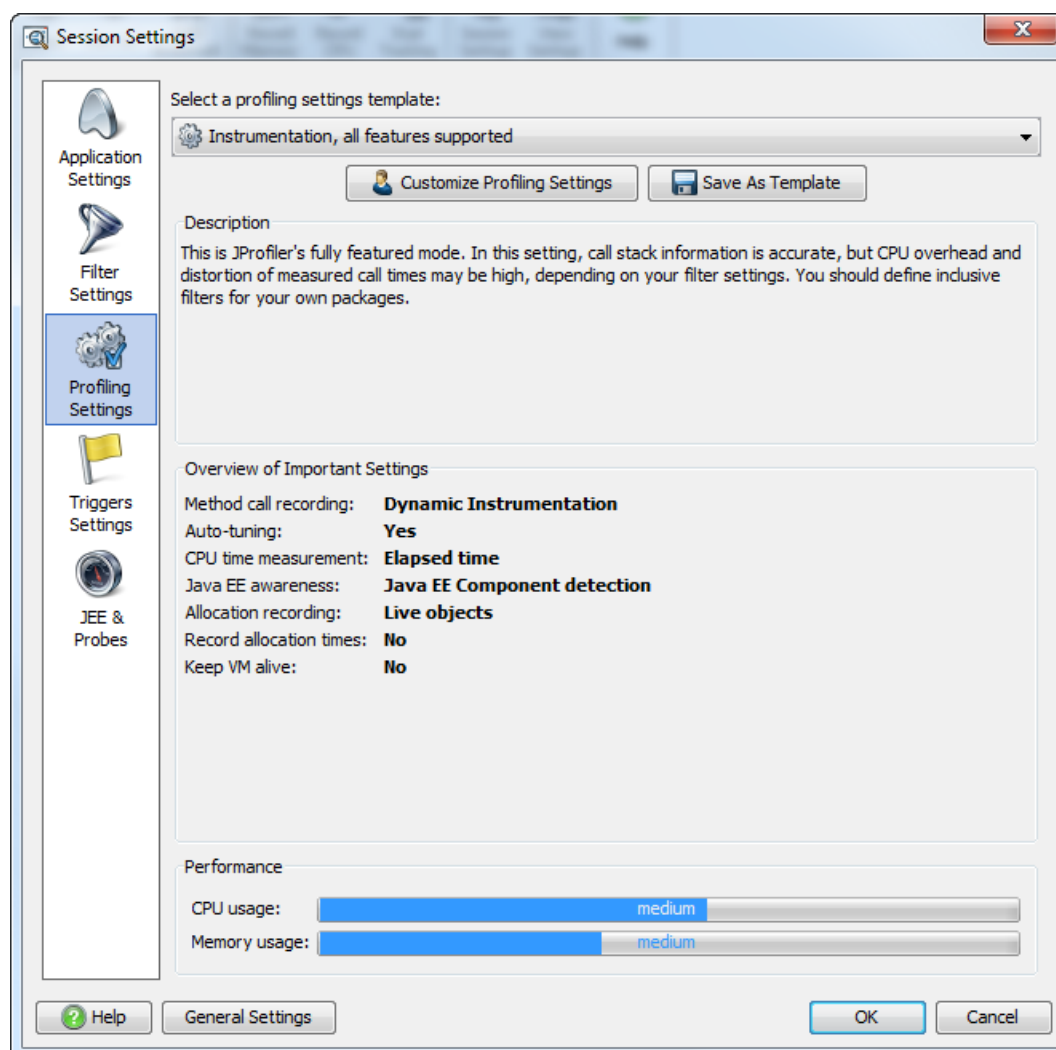 Session Settings
Application
Settings
Filter
Settings
Profiling
Settings
Triggers
Settings
JEE &
Probes
Select a profiling settings template:
Instrumentation, all features supported
Customize Profiling Settings
Save As Template
Description
This is JProfiler's fully featured mode. In this setting, call stack information is accurate, but CPU overhead and
distortion of measured call times may be high, depending on your filter settings. You should define inclusive
filters for your own packages.
Overview of Important Settings
Method call recording: Dynamic Instrumentation
Auto-tuning: Yes
CPU time measurement: Elapsed time
Java EE awareness: Java EE Component detection
Allocation recording: Live objects
Record allocation times: No
Keep VM alive: No
Performance
CPU usage: medium
Memory usage: medium
Help
General Settings
OK
Cancel